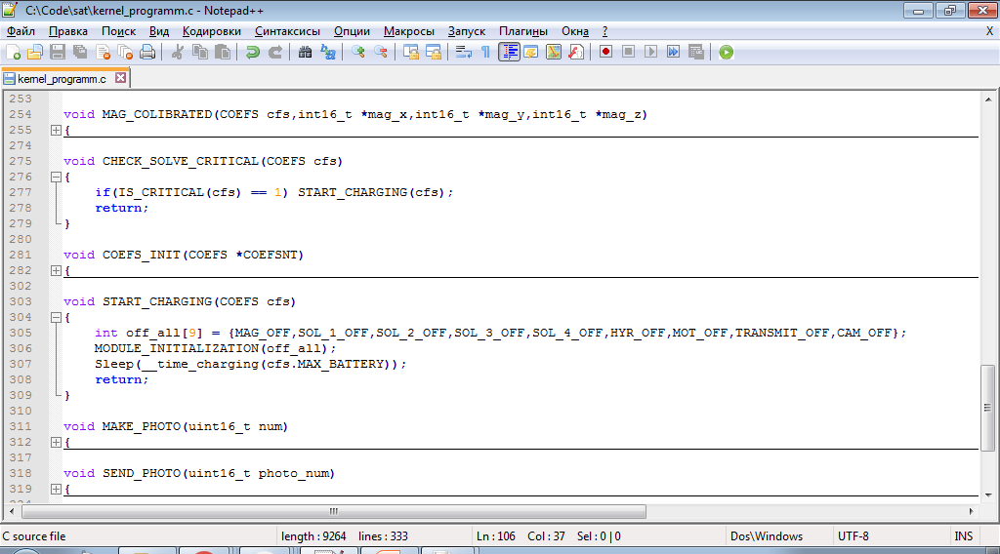 C:\Code\sat\kernel_programm.c - Notepad++
Файл Правка Поиск Вид Кодировки Синтаксисы Опции Макросы Запуск Плагины Окна ? X
kernel_programm.c
253
254 void MAG_COLIBRATED(COEFS cfs,int16_t *mag_x,int16_t *mag_y,int16_t *mag_z)
255 {
274
275 void CHECK_SOLVE_CRITICAL(COEFS cfs)
276 {
277 if(IS_CRITICAL(cfs) == 1) START_CHARGING(cfs);
278 return;
279 }
280
281 void COEFS_INIT(COEFS *COEFSNT)
282 {
302
303 void START_CHARGING(COEFS cfs)
304 {
305 int off_all[9] = {MAG_OFF,SOL_1_OFF,SOL_2_OFF,SOL_3_OFF,SOL_4_OFF,HYR_OFF,MOT_OFF,TRANSMIT_OFF,CAM_OFF};
306 MODULE_INITIALIZATION(off_all);
307 Sleep(__time_charging(cfs.MAX_BATTERY));
308 return;
309 }
310
311 void MAKE_PHOTO(uint16_t num)
312 {
317
318 void SEND_PHOTO(uint16_t photo_num)
319 {
C source file length : 9264 lines : 333 Ln : 106 Col : 37 Sel : 0 | 0 Dos\Windows UTF-8 INS